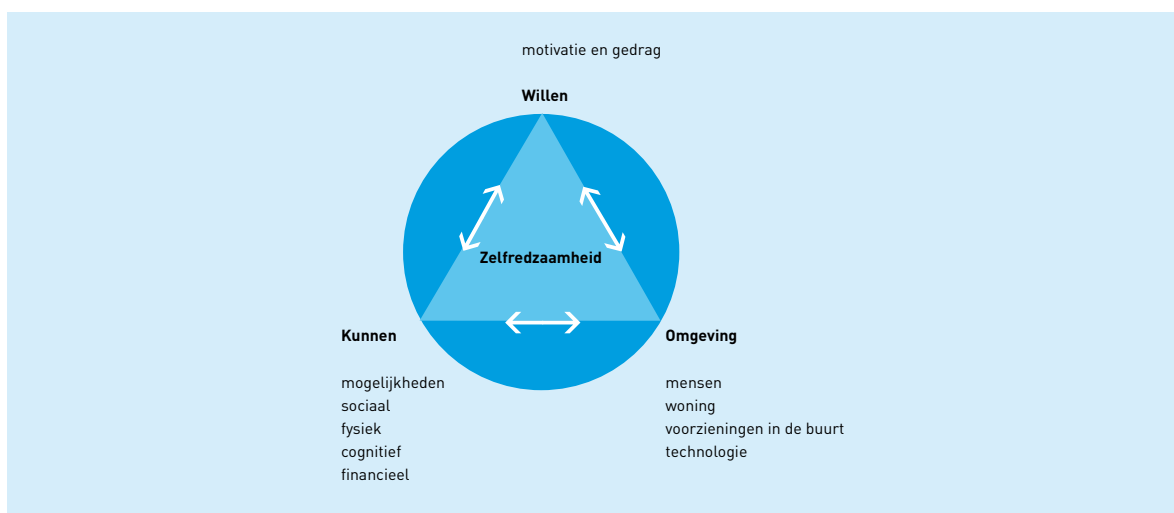 motivatie en gedrag
Willen
Zelfredzaamheid
Kunnen
mogelijkheden
sociaal
fysiek
cognitief
financieel
Omgeving
mensen
woning
voorzieningen in de buurt
technologie